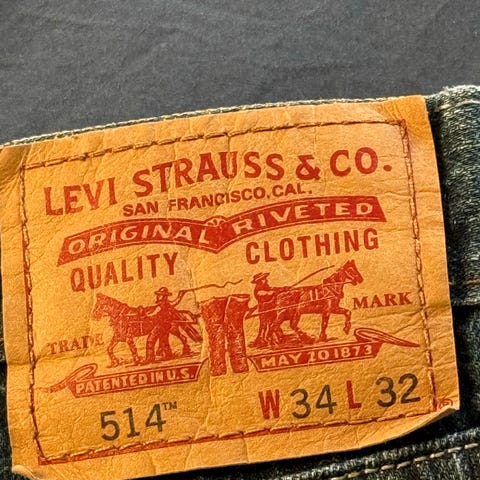 LEVI STRAUSS & CO.
SAN FRANCISCO, CAL.
ORIGINAL RIVETED
QUALITY CLOTHING
TRADE MARK
PATENTED IN U.S. MAY 20 1873
514™ W 34 L 32